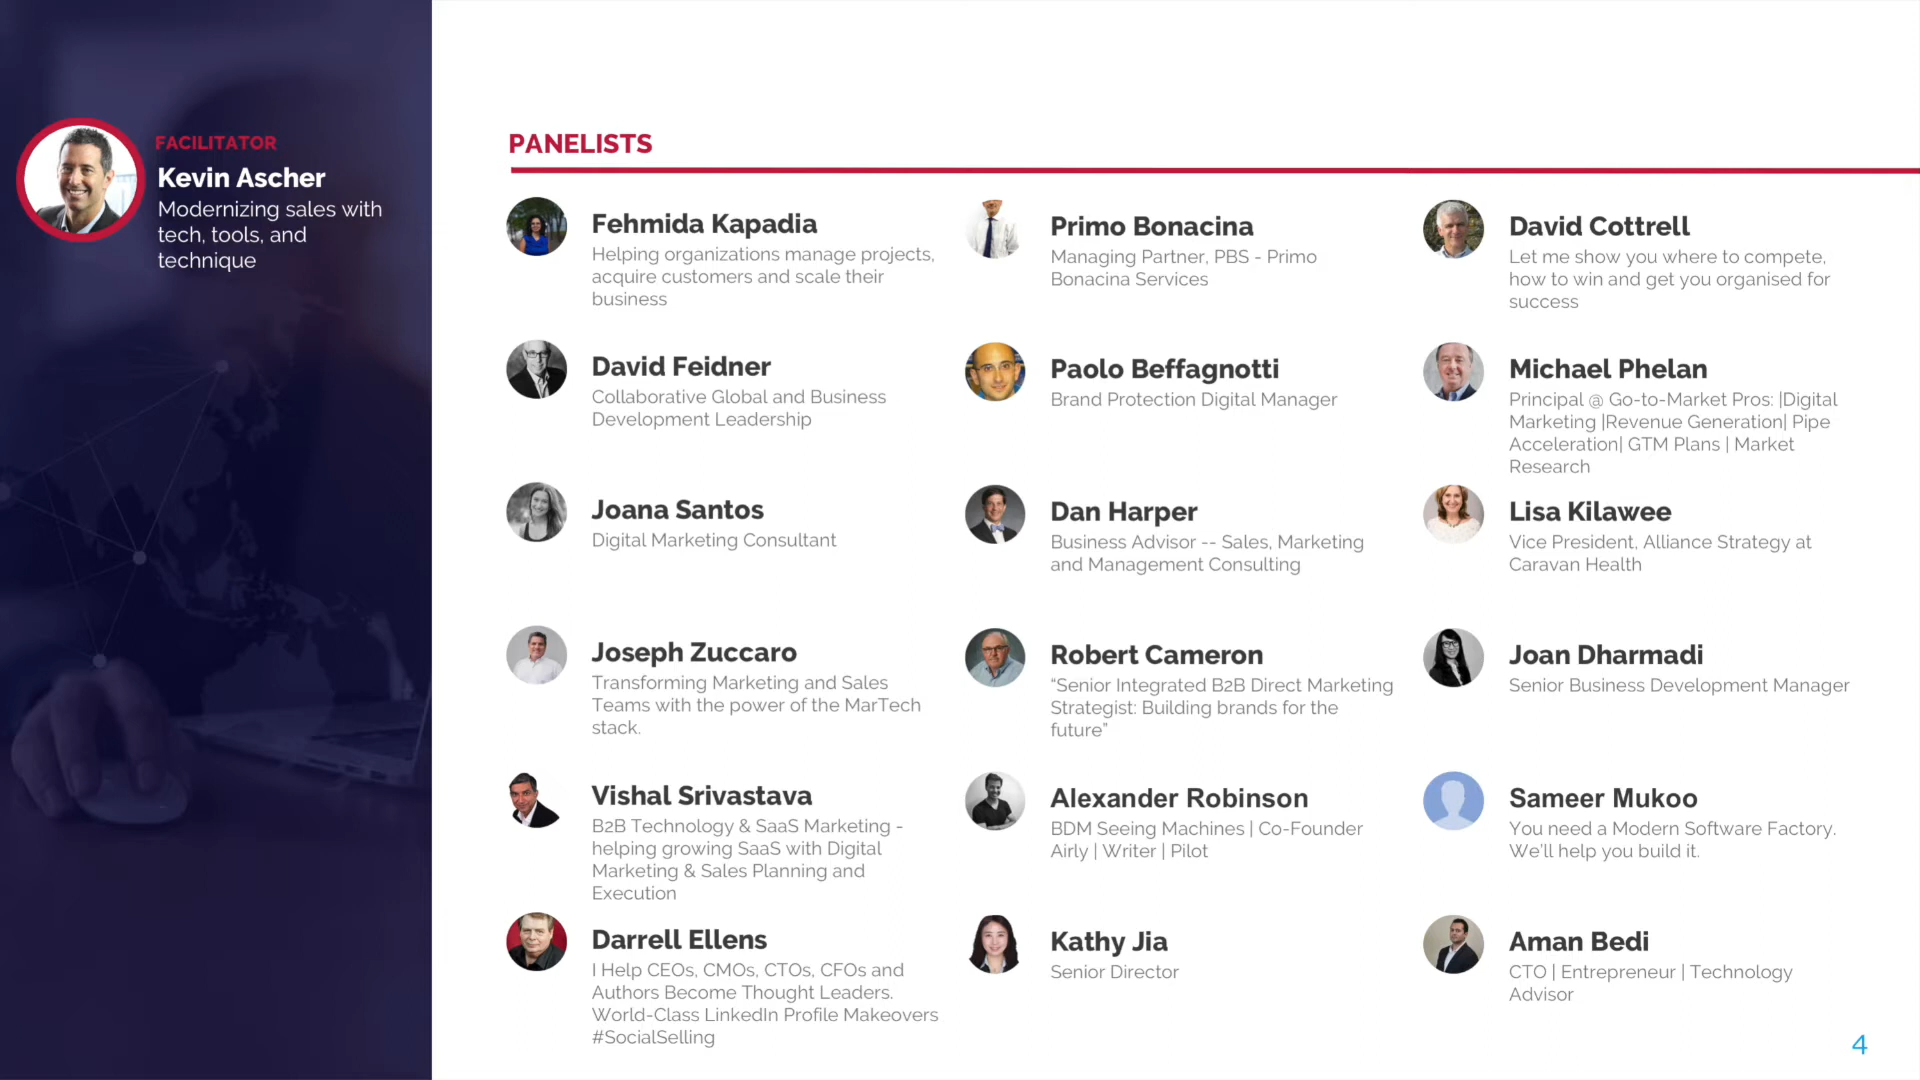 FACILITATOR
Kevin Ascher
Modernizing sales with
tech, tools, and
technique
PANELISTS
Fehmida Kapadia
Helping organizations manage projects,
acquire customers and scale their
business
Primo Bonacina
Managing Partner, PBS - Primo
Bonacina Services
David Cottrell
Let me show you where to compete,
how to win and get you organised for
success
David Feidner
Collaborative Global and Business
Development Leadership
Paolo Beffagnotti
Brand Protection Digital Manager
Michael Phelan
Principal @ Go-to-Market Pros: |Digital
Marketing |Revenue Generation| Pipe
Acceleration| GTM Plans | Market
Research
Joana Santos
Digital Marketing Consultant
Dan Harper
Business Advisor -- Sales, Marketing
and Management Consulting
Lisa Kilawee
Vice President, Alliance Strategy at
Caravan Health
Joseph Zuccaro
Transforming Marketing and Sales
Teams with the power of the MarTech
stack.
Robert Cameron
“Senior Integrated B2B Direct Marketing
Strategist: Building brands for the
future”
Joan Dharmadi
Senior Business Development Manager
Vishal Srivastava
B2B Technology & SaaS Marketing -
helping growing SaaS with Digital
Marketing & Sales Planning and
Execution
Alexander Robinson
BDM Seeing Machines | Co-Founder
Airly | Writer | Pilot
Sameer Mukoo
You need a Modern Software Factory.
We'll help you build it.
Darrell Ellens
I Help CEOs, CMOs, CTOs, CFOs and
Authors Become Thought Leaders.
World-Class LinkedIn Profile Makeovers
#SocialSelling
Kathy Jia
Senior Director
Aman Bedi
CTO | Entrepreneur | Technology
Advisor
4